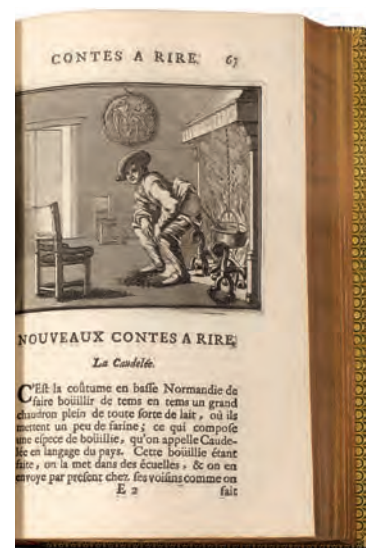 CONTES A RIRE. 67
NOUVEAUX CONTES A RIRE,
La Caudelée.
C'Est la coûtume en basse Normandie de
faire boüillir de tems en tems un grand
chaudron plein de toute sorte de lait, où ils
mettent un peu de farine; ce qui compose
une espece de boüillie, qu'on appelle Caude-
lée en langage du pays. Cette boüillie étant
faite, on la met dans des écuelles, & on en
envoye par present chez ses voisins comme on
E 2 fait